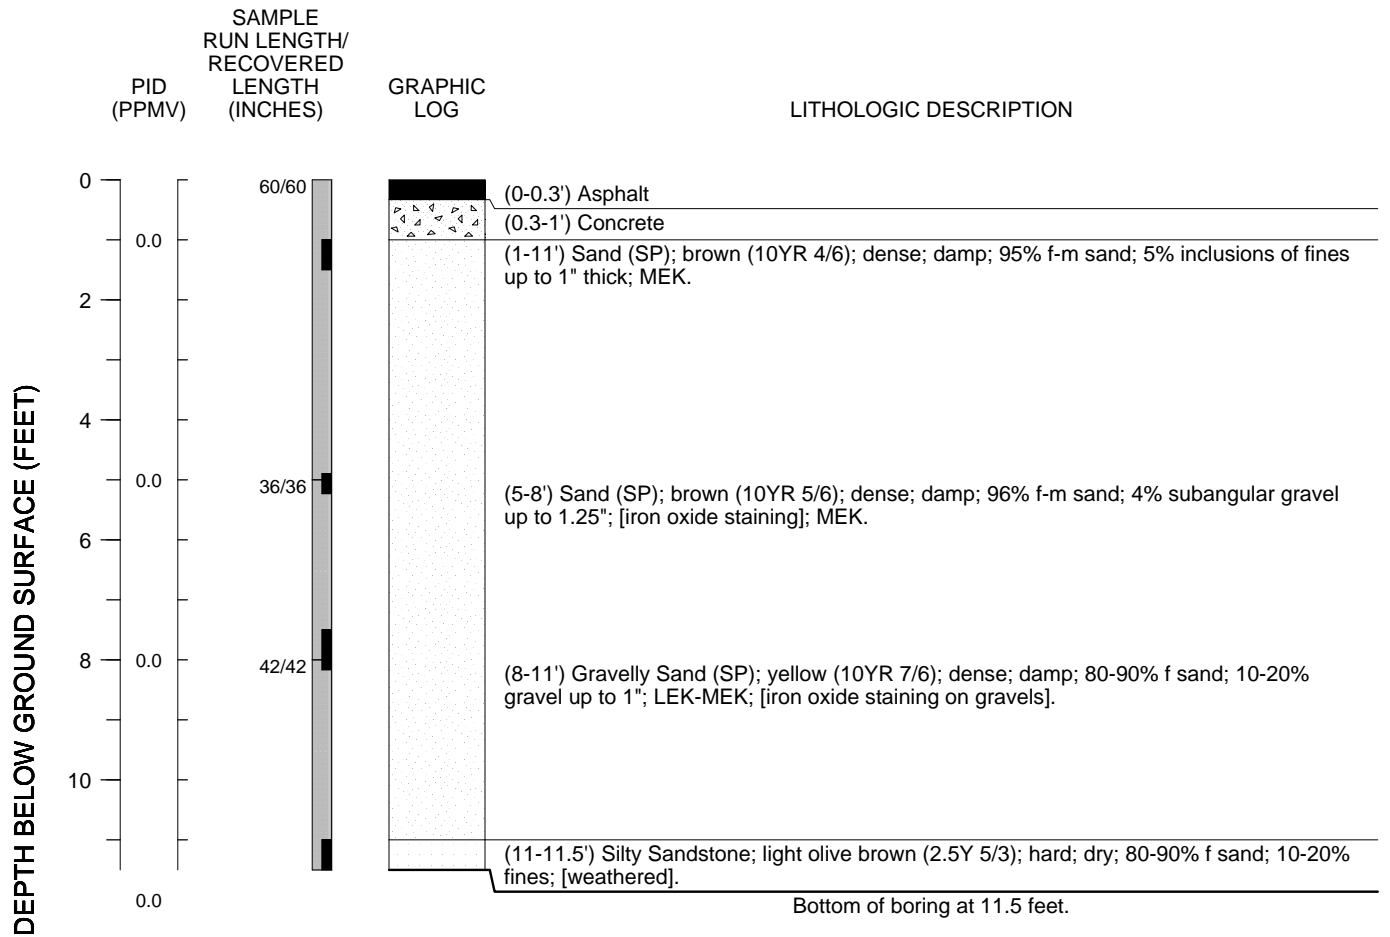 SAMPLE
RUN LENGTH/
RECOVERED
LENGTH
(INCHES)
PID
(PPMV)
GRAPHIC
LOG
LITHOLOGIC DESCRIPTION
DEPTH BELOW GROUND SURFACE (FEET)
0
60/60
(0-0.3') Asphalt
(0.3-1') Concrete
0.0
(1-11') Sand (SP); brown (10YR 4/6); dense; damp; 95% f-m sand; 5% inclusions of fines
up to 1" thick; MEK.
2
4
0.0
36/36
(5-8') Sand (SP); brown (10YR 5/6); dense; damp; 96% f-m sand; 4% subangular gravel
up to 1.25"; [iron oxide staining]; MEK.
6
8
0.0
42/42
(8-11') Gravelly Sand (SP); yellow (10YR 7/6); dense; damp; 80-90% f sand; 10-20%
gravel up to 1"; LEK-MEK; [iron oxide staining on gravels].
10
(11-11.5') Silty Sandstone; light olive brown (2.5Y 5/3); hard; dry; 80-90% f sand; 10-20%
fines; [weathered].
0.0
Bottom of boring at 11.5 feet.